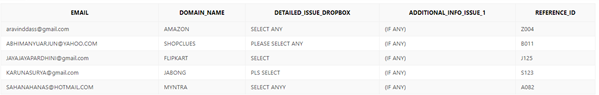 EMAIL DOMAIN_NAME DETAILED_ISSUE_DROPBOX ADDITIONAL_INFO_ISSUE_1 REFERENCE_ID
aravinddass@gmail.com AMAZON SELECT ANY (IF ANY) Z004
ABHIMANYUARJUN@YAHOO.COM SHOPCLUES PLEASE SELECT ANY (IF ANY) B011
JAYAJAYAPARDHINI@gmail.com FLIPKART SELECT (IF ANY) J125
KARUNASURYA@gmail.com JABONG PLS SELECT (IF ANY) S123
SAHANAHANAS@HOTMAIL.COM MYNTRA SELECT ANYY (IF ANY) A082